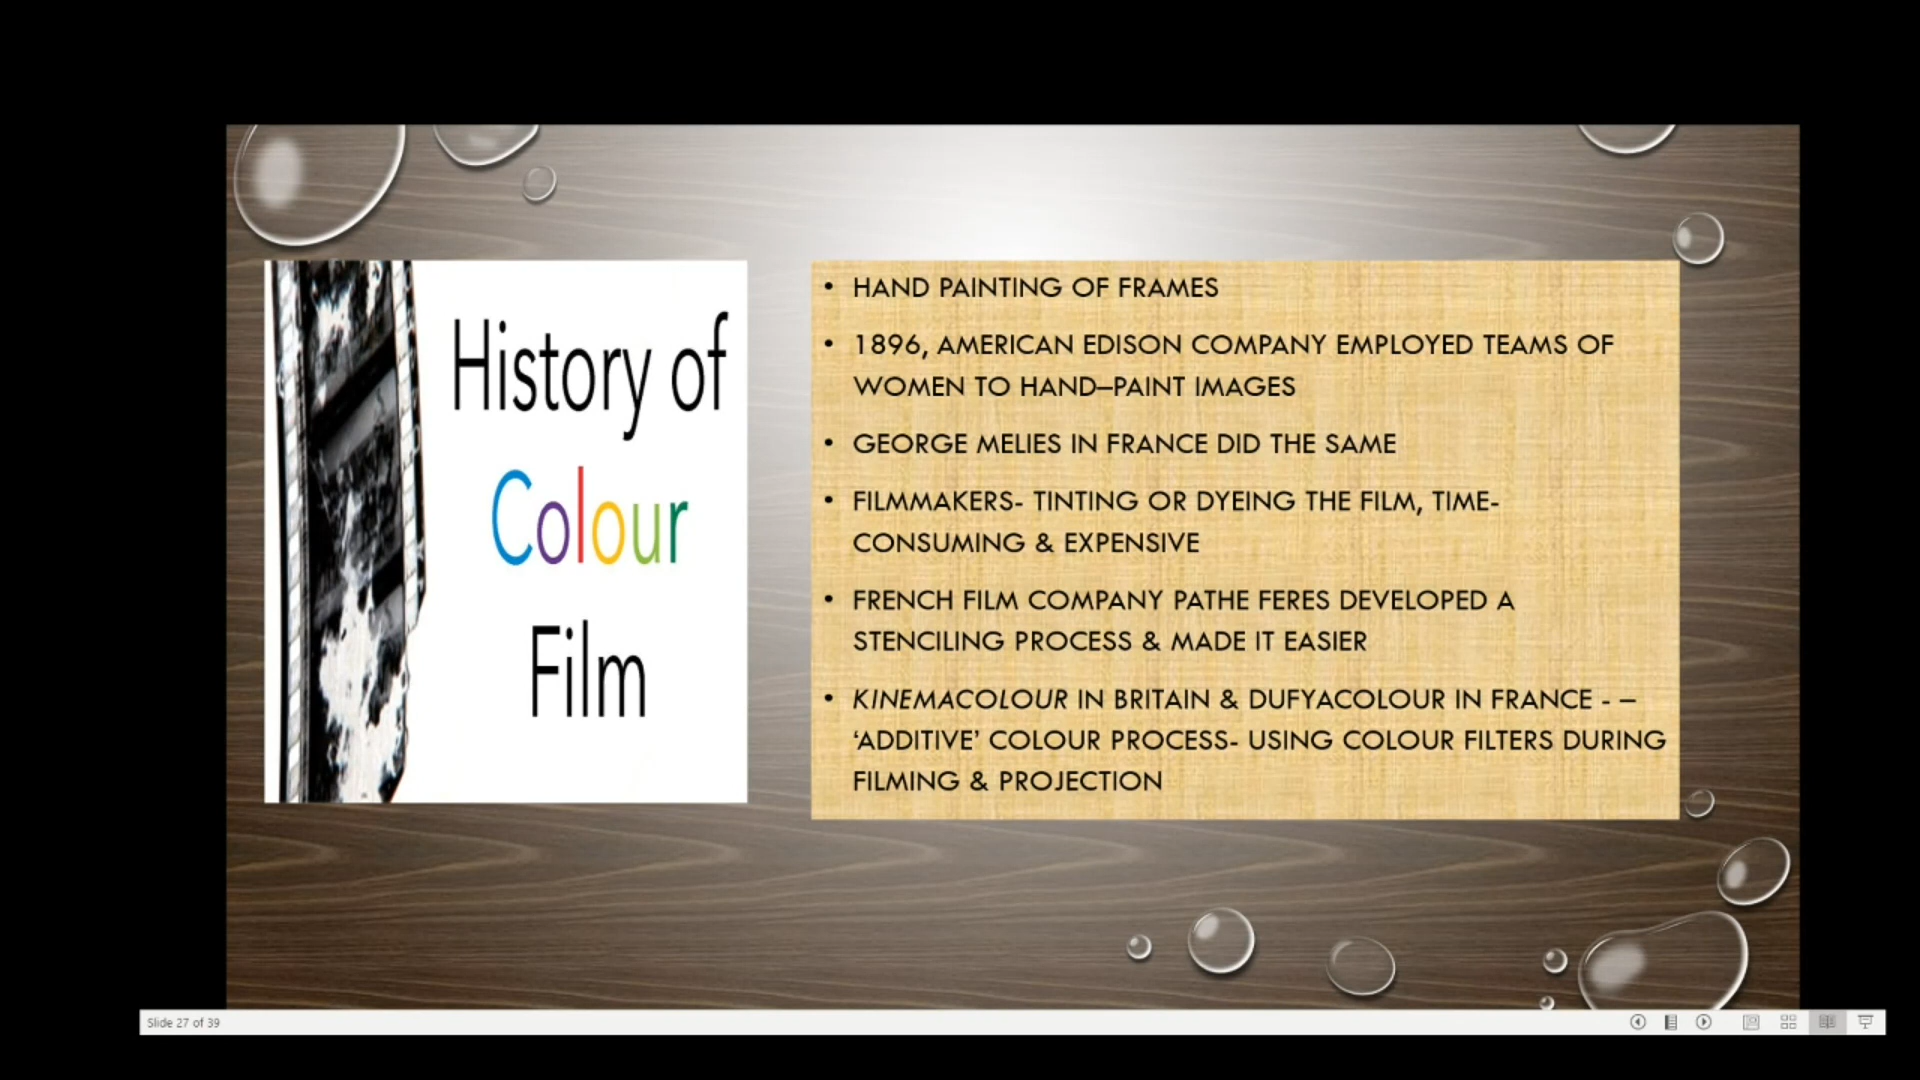 History of
Colour
Film
• HAND PAINTING OF FRAMES
• 1896, AMERICAN EDISON COMPANY EMPLOYED TEAMS OF
WOMEN TO HAND–PAINT IMAGES
• GEORGE MELIES IN FRANCE DID THE SAME
• FILMMAKERS- TINTING OR DYEING THE FILM, TIME-
CONSUMING & EXPENSIVE
• FRENCH FILM COMPANY PATHE FERES DEVELOPED A
STENCILING PROCESS & MADE IT EASIER
• KINEMACOLOUR IN BRITAIN & DUFYACOLOUR IN FRANCE - –
‘ADDITIVE’ COLOUR PROCESS- USING COLOUR FILTERS DURING
FILMING & PROJECTION
Slide 27 of 39